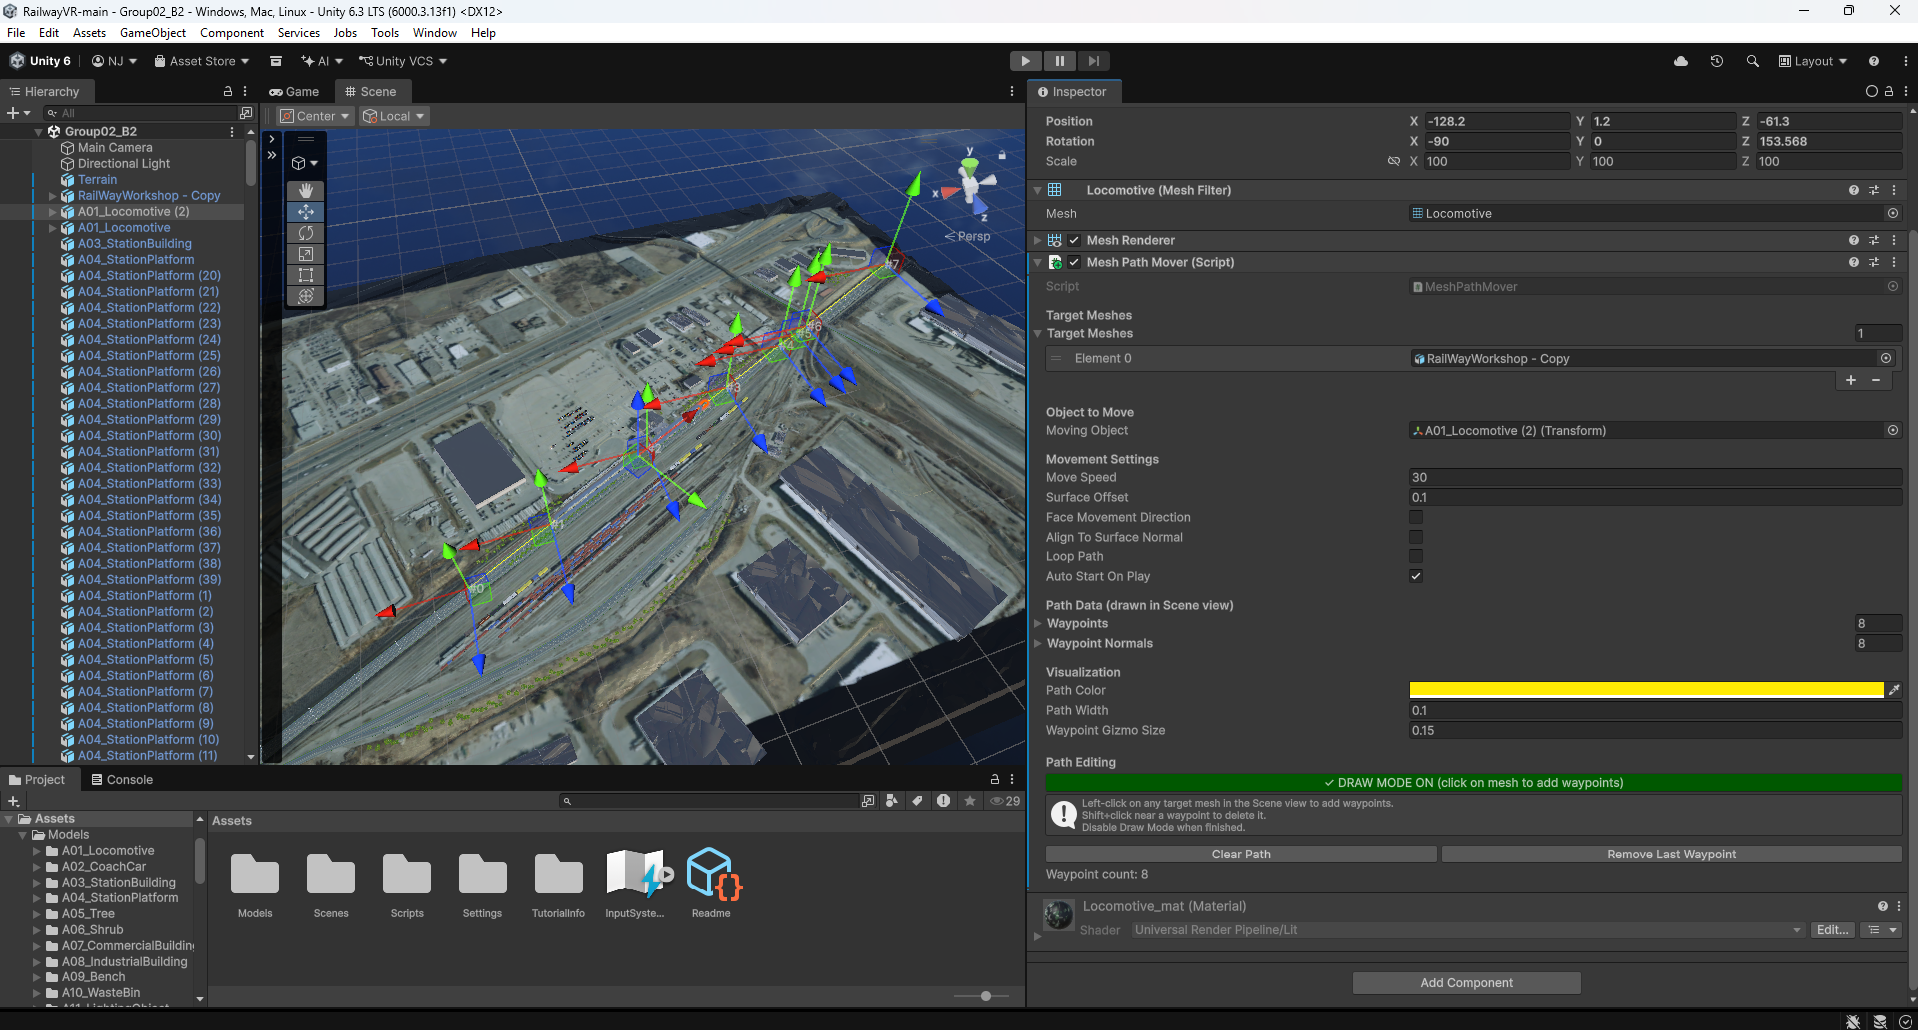 RailwayVR-main - Group02_B2 - Windows, Mac, Linux - Unity 6.3 LTS (6000.3.13f1) <DX12>
File Edit Assets GameObject Component Services Jobs Tools Window Help
Unity 6 NJ Asset Store AI Unity VCS Layout
Hierarchy
All
Group02_B2
Main Camera
Directional Light
Terrain
RailWayWorkshop - Copy
A01_Locomotive (2)
A01_Locomotive
A03_StationBuilding
A04_StationPlatform
A04_StationPlatform (20)
A04_StationPlatform (21)
A04_StationPlatform (22)
A04_StationPlatform (23)
A04_StationPlatform (24)
A04_StationPlatform (25)
A04_StationPlatform (26)
A04_StationPlatform (27)
A04_StationPlatform (28)
A04_StationPlatform (29)
A04_StationPlatform (30)
A04_StationPlatform (31)
A04_StationPlatform (32)
A04_StationPlatform (33)
A04_StationPlatform (34)
A04_StationPlatform (35)
A04_StationPlatform (36)
A04_StationPlatform (37)
A04_StationPlatform (38)
A04_StationPlatform (39)
A04_StationPlatform (1)
A04_StationPlatform (2)
A04_StationPlatform (3)
A04_StationPlatform (4)
A04_StationPlatform (5)
A04_StationPlatform (6)
A04_StationPlatform (7)
A04_StationPlatform (8)
A04_StationPlatform (9)
A04_StationPlatform (10)
A04_StationPlatform (11)
Game Scene
Center Local
y
x
z
Persp
#7
#6
#5
#4
#3
#2
#1
#0
Inspector
Position X -128.2 Y 1.2 Z -61.3
Rotation X -90 Y 0 Z 153.568
Scale X 100 Y 100 Z 100
Locomotive (Mesh Filter)
Mesh Locomotive
Mesh Renderer
Mesh Path Mover (Script)
Script MeshPathMover
Target Meshes
Target Meshes 1
Element 0 RailWayWorkshop - Copy
Object to Move
Moving Object A01_Locomotive (2) (Transform)
Movement Settings
Move Speed 30
Surface Offset 0.1
Face Movement Direction
Align To Surface Normal
Loop Path
Auto Start On Play
Path Data (drawn in Scene view)
Waypoints 8
Waypoint Normals 8
Visualization
Path Color
Path Width 0.1
Waypoint Gizmo Size 0.15
Path Editing
✓ DRAW MODE ON (click on mesh to add waypoints)
Left-click on any target mesh in the Scene view to add waypoints.
Shift+click near a waypoint to delete it.
Disable Draw Mode when finished.
Clear Path Remove Last Waypoint
Waypoint count: 8
Locomotive_mat (Material)
Shader Universal Render Pipeline/Lit Edit...
Add Component
Project Console
29
Assets
Models
A01_Locomotive
A02_CoachCar
A03_StationBuilding
A04_StationPlatform
A05_Tree
A06_Shrub
A07_CommercialBuildin
A08_IndustrialBuilding
A09_Bench
A10_WasteBin
Assets
Models Scenes Scripts Settings TutorialInfo InputSyste... Readme